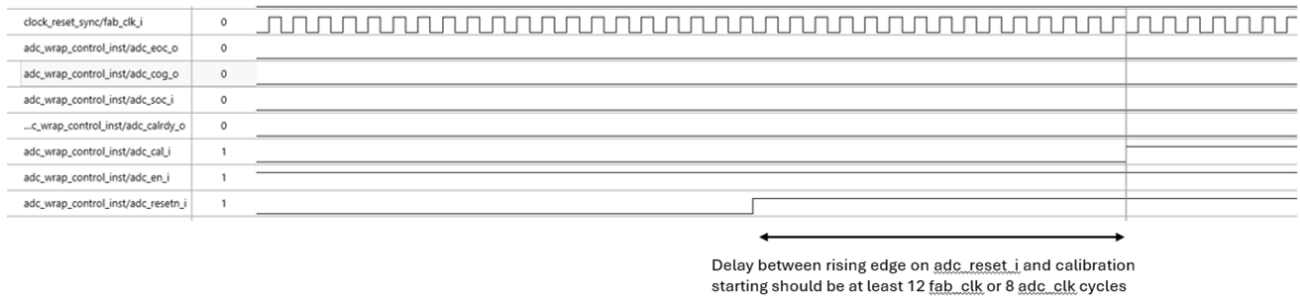 clock_reset_sync/fab_clk_i 0
adc_wrap_control_inst/adc_eoc_o 0
adc_wrap_control_inst/adc_cog_o 0
adc_wrap_control_inst/adc_soc_i 0
...c_wrap_control_inst/adc_calrdy_o 0
adc_wrap_control_inst/adc_cal_i 1
adc_wrap_control_inst/adc_en_i 1
adc_wrap_control_inst/adc_resetn_i 1
Delay between rising edge on adc_reset_i and calibration
starting should be at least 12 fab_clk or 8 adc_clk cycles